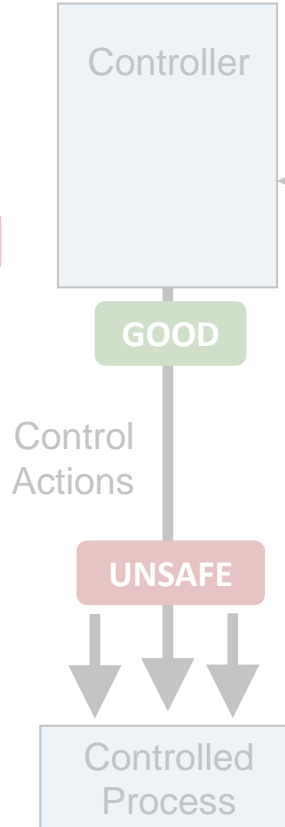 Controller
GOOD
Control
Actions
UNSAFE
Controlled
Process